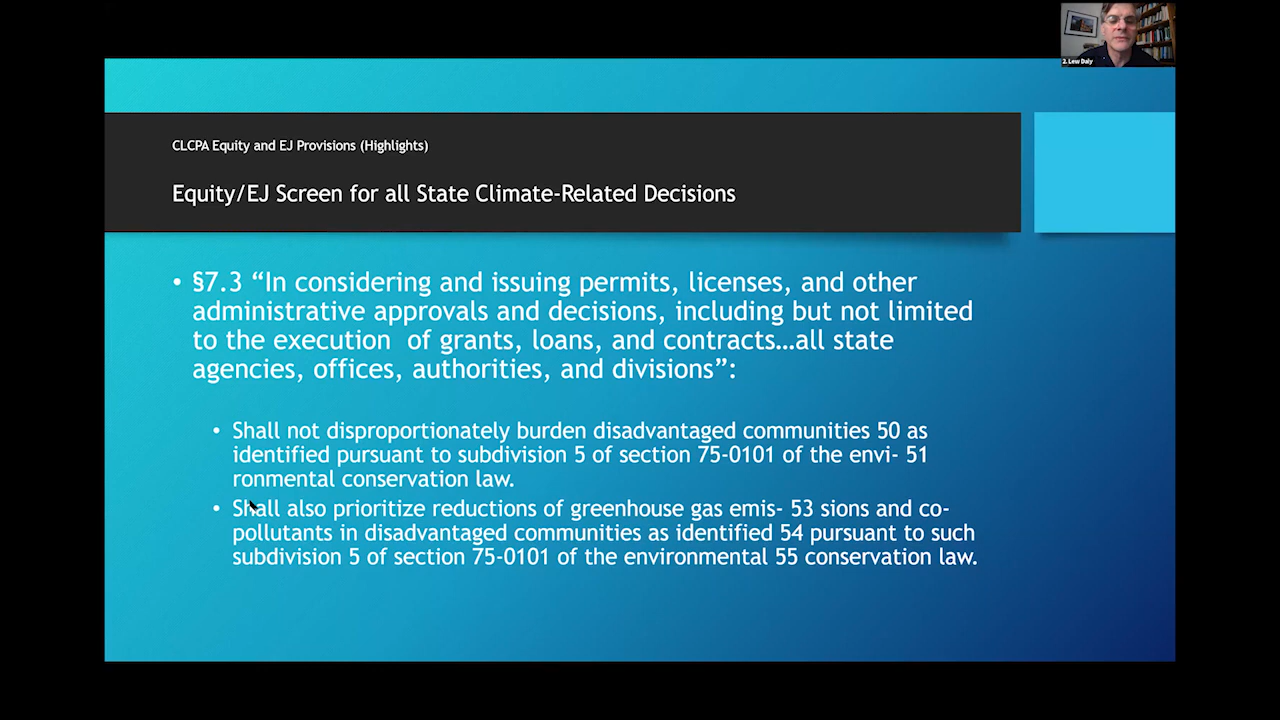 2. Lew Daly
CLCPA Equity and EJ Provisions (Highlights)
Equity/EJ Screen for all State Climate-Related Decisions
• §7.3 “In considering and issuing permits, licenses, and other
administrative approvals and decisions, including but not limited
to the execution  of grants, loans, and contracts…all state
agencies, offices, authorities, and divisions”:
• Shall not disproportionately burden disadvantaged communities 50 as
identified pursuant to subdivision 5 of section 75-0101 of the envi- 51
ronmental conservation law.
• Shall also prioritize reductions of greenhouse gas emis- 53 sions and co-
pollutants in disadvantaged communities as identified 54 pursuant to such
subdivision 5 of section 75-0101 of the environmental 55 conservation law.